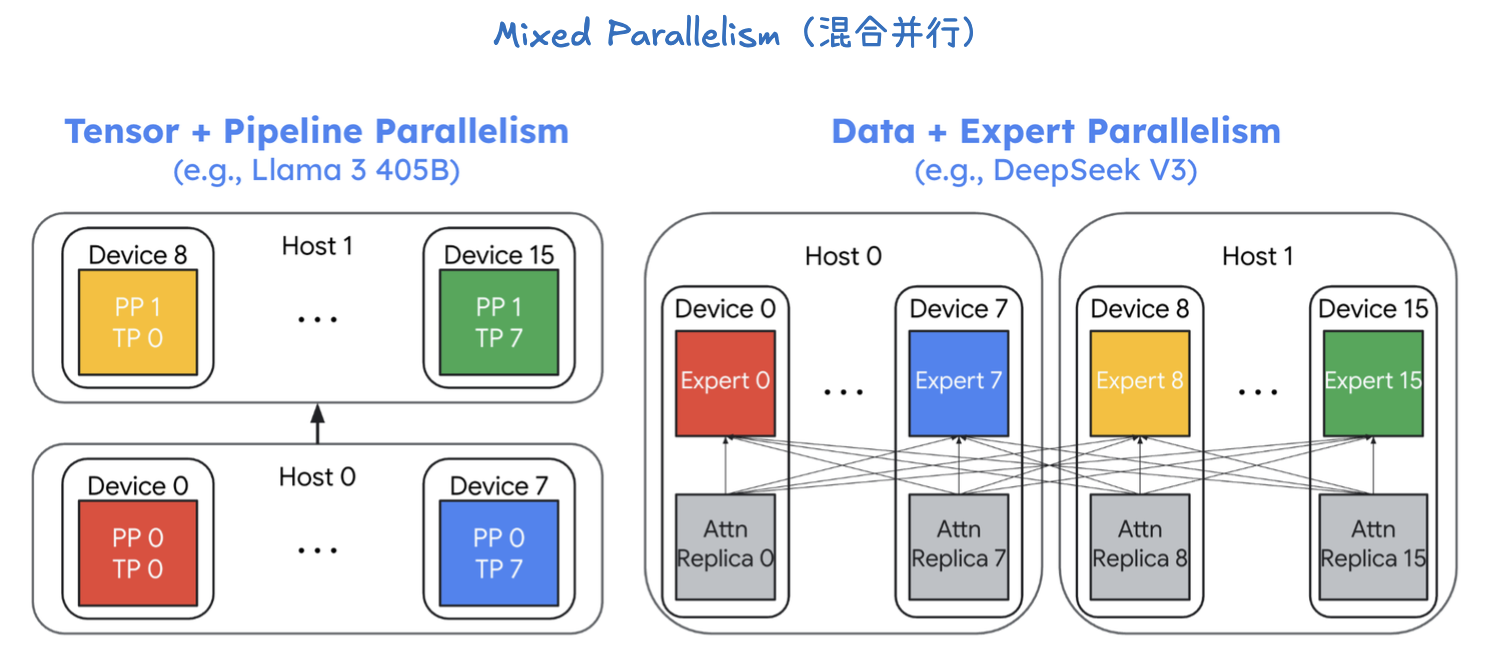 Mixed Parallelism（混合并行）
Tensor + Pipeline Parallelism
(e.g., Llama 3 405B)
Host 1
Device 8
PP 1
TP 0
...
Device 15
PP 1
TP 7
Host 0
Device 0
PP 0
TP 0
...
Device 7
PP 0
TP 7
Data + Expert Parallelism
(e.g., DeepSeek V3)
Host 0
Device 0
Expert 0
Attn
Replica 0
...
Device 7
Expert 7
Attn
Replica 7
Host 1
Device 8
Expert 8
Attn
Replica 8
...
Device 15
Expert 15
Attn
Replica 15